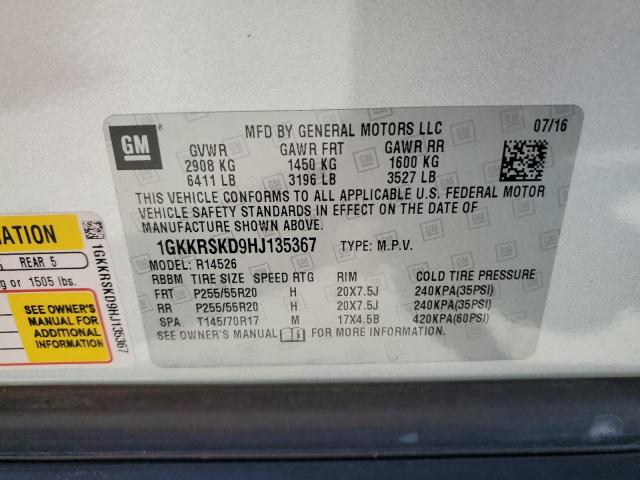 GM
®
MFD BY GENERAL MOTORS LLC
07/16
GVWR GAWR FRT GAWR RR
2908 KG 1450 KG 1600 KG
6411 LB 3196 LB 3527 LB
THIS VEHICLE CONFORMS TO ALL APPLICABLE U.S. FEDERAL MOTOR
VEHICLE SAFETY STANDARDS IN EFFECT ON THE DATE OF
MANUFACTURE SHOWN ABOVE.
1GKKRSKD9HJ135367 TYPE: M.P.V.
MODEL: R14526
RBBM TIRE SIZE SPEED RTG RIM COLD TIRE PRESSURE
FRT P255/55R20 H 20X7.5J 240KPA(35PSI)
RR P255/55R20 H 20X7.5J 240KPA(35PSI)
SPA T145/70R17 M 17X4.5B 420KPA(60PSI)
SEE OWNER'S MANUAL FOR MORE INFORMATION.
MATION
REAR 5
g or 1505 lbs.
SEE OWNER'S
MANUAL FOR
ADDITIONAL
INFORMATION
1GKKRSKD9HJ135367